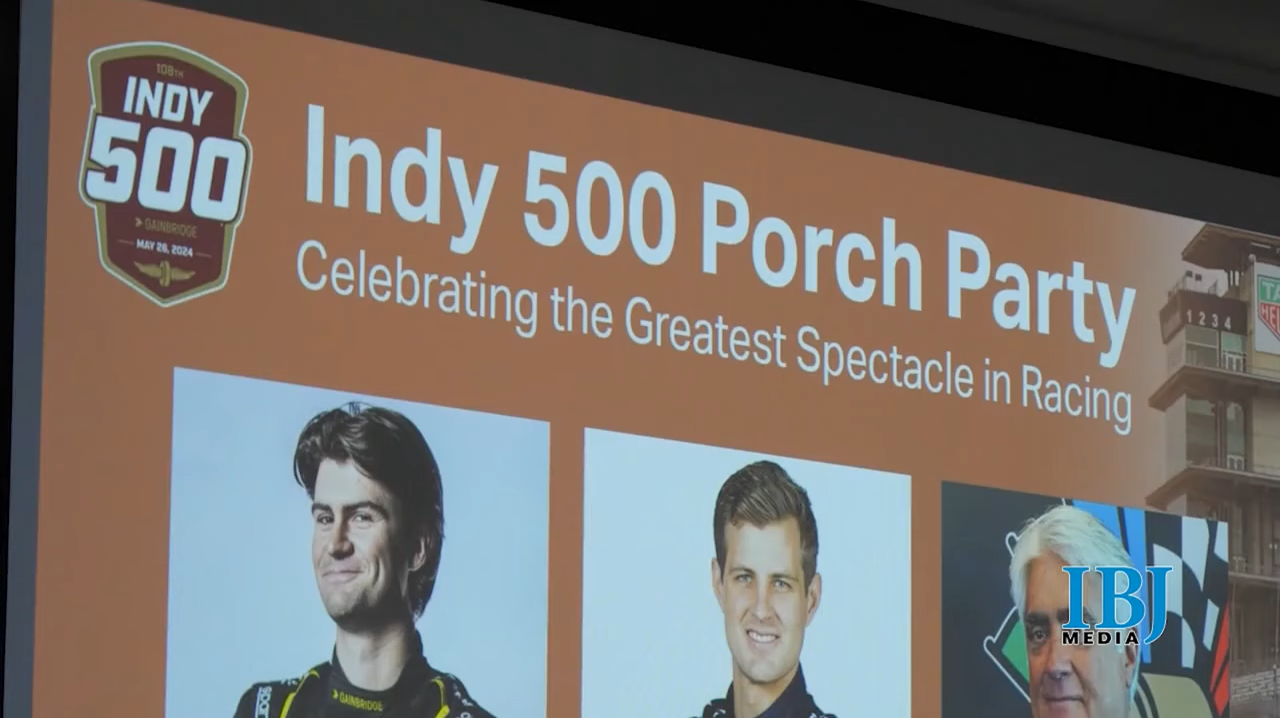 108TH
INDY
500
GAINBRIDGE
MAY 26, 2024
Indy 500 Porch Party
Celebrating the Greatest Spectacle in Racing
1 2 3 4
GAINBRIDGE
IBJ
MEDIA